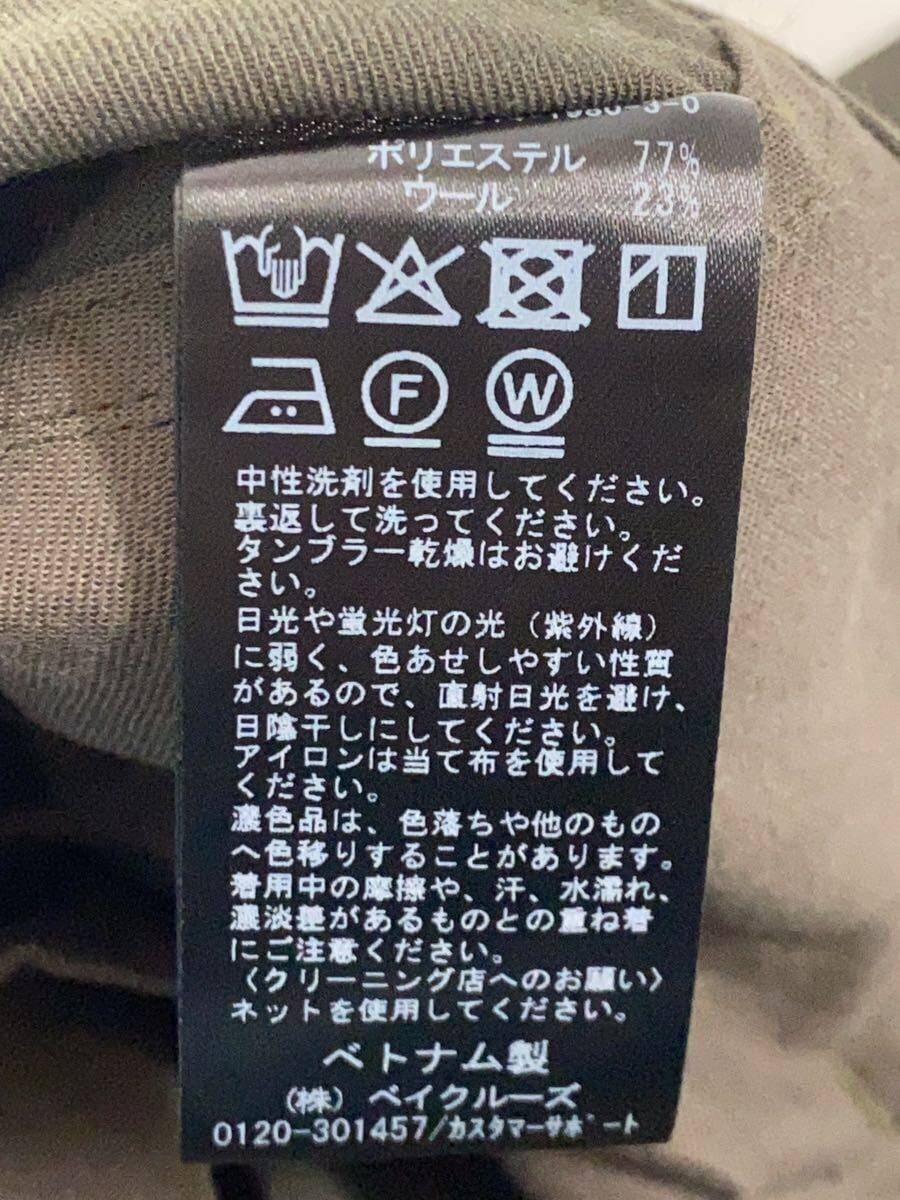 ポリエステル 77%
ウール 23%
F W
中性洗剤を使用してください。
裏返して洗ってください。
タンブラー乾燥はお避けくだ
さい。
日光や蛍光灯の光（紫外線）
に弱く、色あせしやすい性質
があるので、直射日光を避け、
日陰干しにしてください。
アイロンは当て布を使用して
ください。
濃色品は、色落ちや他のもの
へ色移りすることがあります。
着用中の摩擦や、汗、水濡れ、
濃淡差があるものとの重ね着
にご注意ください。
〈クリーニング店へのお願い〉
ネットを使用してください。
ベトナム製
（株）ベイクルーズ
0120-301457/カスタマーサポート